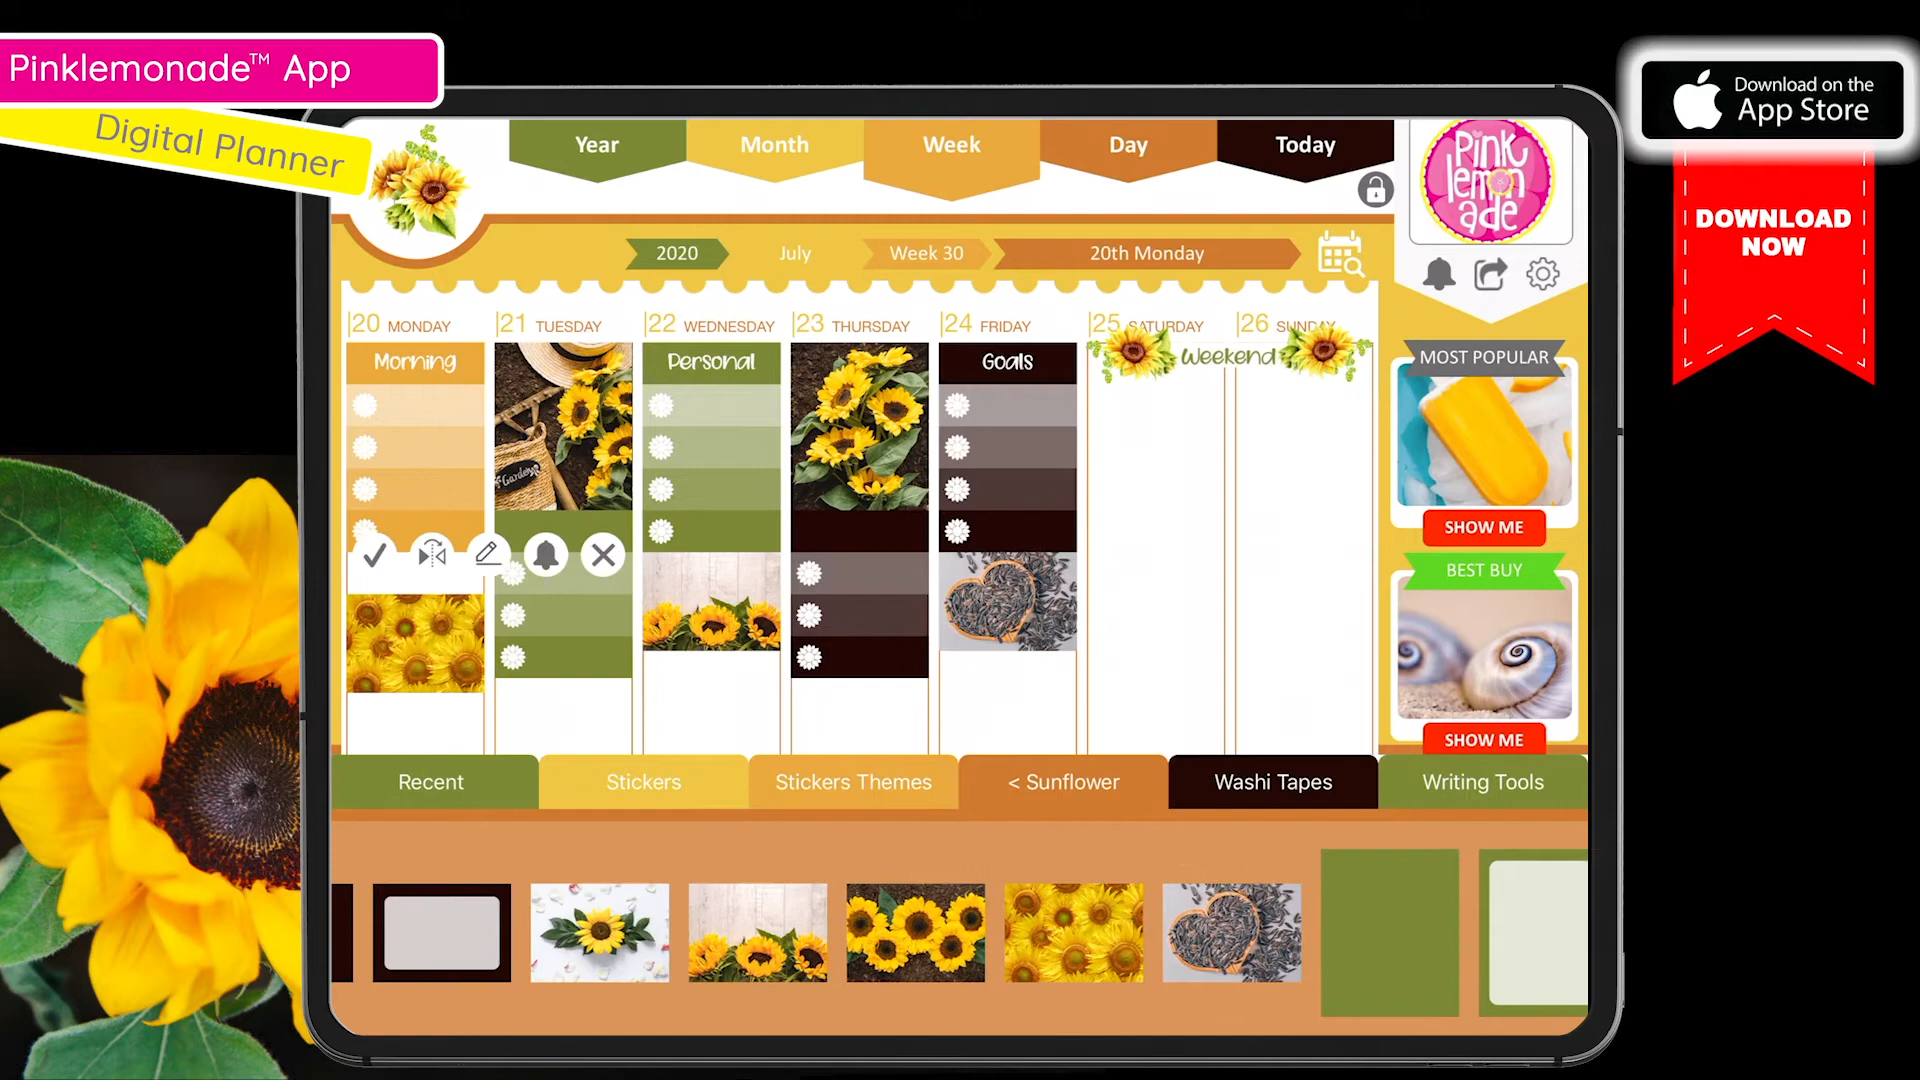 Pinklemonade™ App
Digital Planner
Download on the
App Store
DOWNLOAD
NOW
Year
Month
Week
Day
Today
Pink
lemon
ade
2020
July
Week 30
20th Monday
20 MONDAY
21 TUESDAY
22 WEDNESDAY
23 THURSDAY
24 FRIDAY
25 SATURDAY
26 SUNDAY
Morning
Personal
Goals
Weekend
Garden
MOST POPULAR
SHOW ME
BEST BUY
SHOW ME
Recent
Stickers
Stickers Themes
< Sunflower
Washi Tapes
Writing Tools